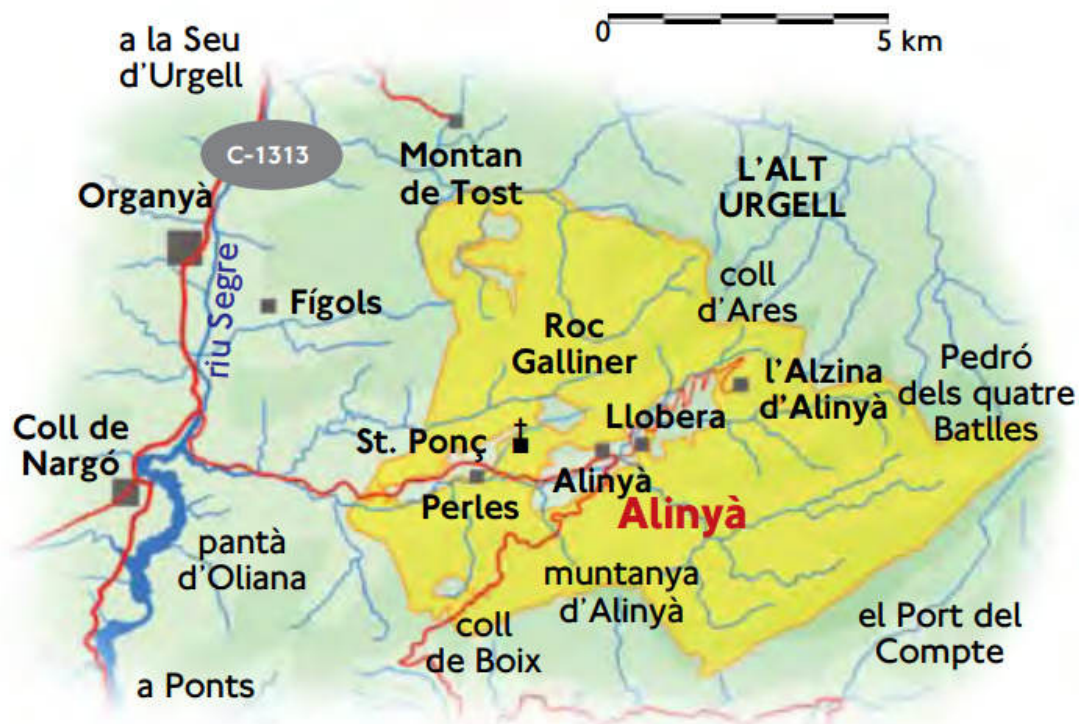 0
5 km
a la Seu
d'Urgell
C-1313
Montan
de Tost
L'ALT
URGELL
Organyà
riu Segre
Fígols
coll
d'Ares
Roc
Galliner
Pedró
dels quatre
Batlles
l'Alzina
d'Alinyà
Llobera
Coll de
Nargó
St. Ponç
Alinyà
Perles
Alinyà
pantà
d'Oliana
muntanya
d'Alinyà
coll
de Boix
el Port del
Compte
a Ponts